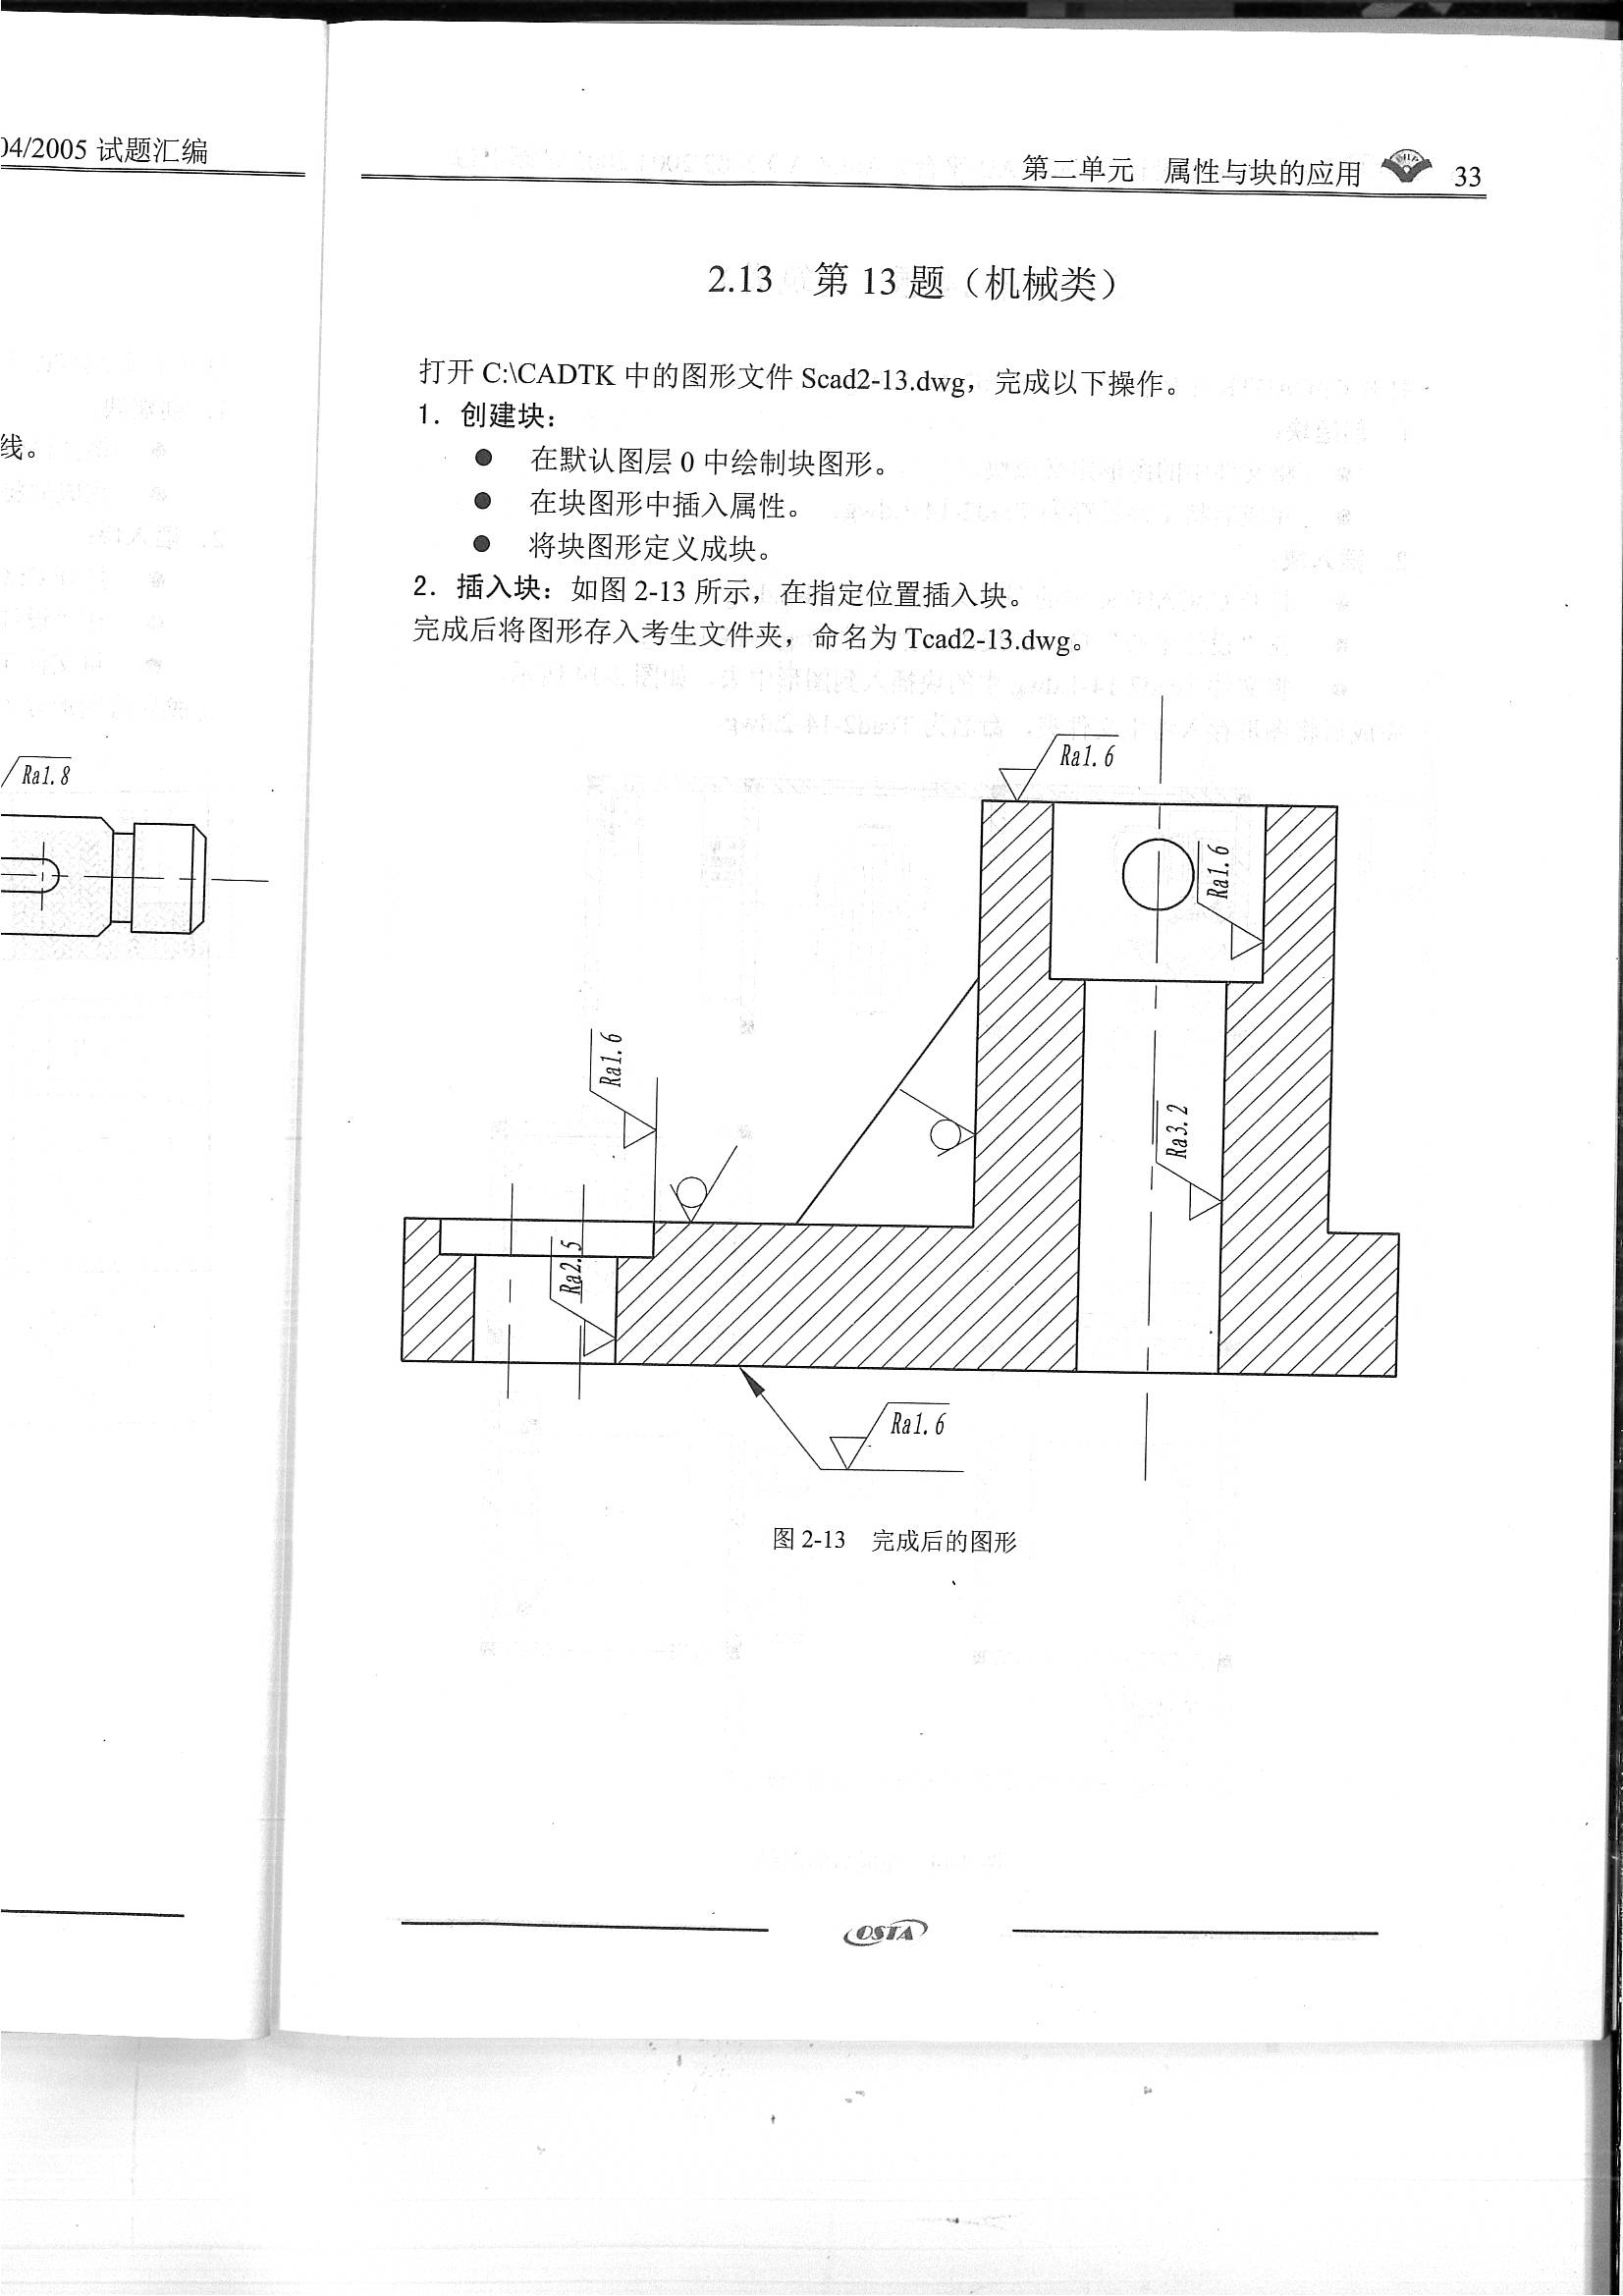 04/2005 试题汇编
线。
Ra1.8
第二单元 属性与块的应用 33
2.13 第 13 题（机械类）
打开 C:\CADTK 中的图形文件 Scad2-13.dwg，完成以下操作。
1．创建块：
● 在默认图层 0 中绘制块图形。
● 在块图形中插入属性。
● 将块图形定义成块。
2．插入块：如图 2-13 所示，在指定位置插入块。
完成后将图形存入考生文件夹，命名为 Tcad2-13.dwg。
Ra1.6
Ra1.6
Ra1.6
Ra3.2
Ra2.5
Ra1.6
图 2-13 完成后的图形
OSTA